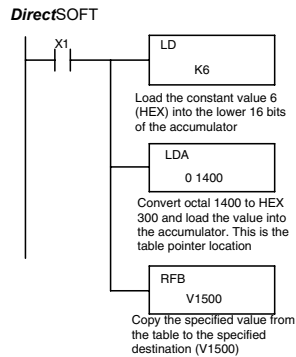 DirectSOFT
X1
LD
K6
Load the constant value 6
(HEX) into the lower 16 bits
of the accumulator
LDA
0 1400
Convert octal 1400 to HEX
300 and load the value into
the accumulator. This is the
table pointer location
RFB
V1500
Copy the specified value from
the table to the specified
destination (V1500)